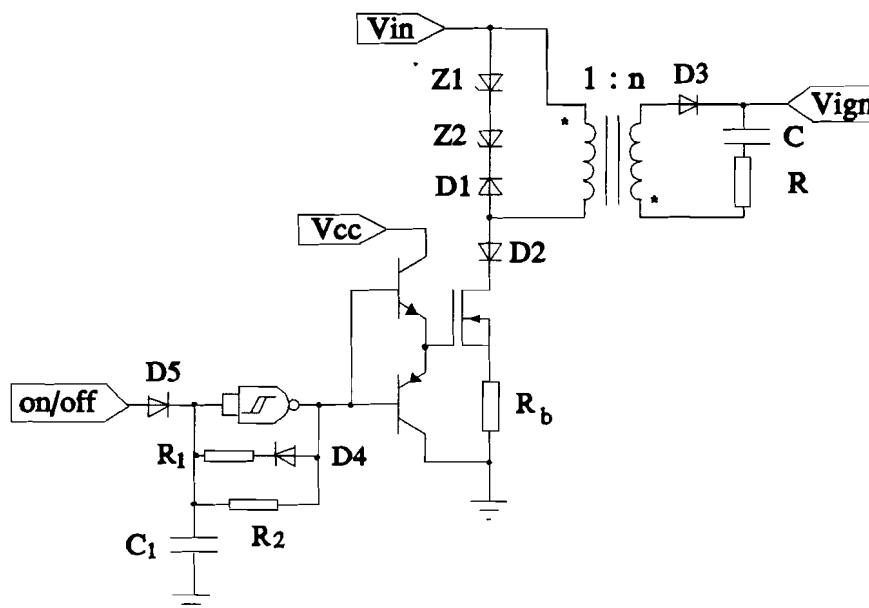 Vin
Z1
1 : n
D3
Vign
Z2
C
D1
R
Vcc
D2
D5
on/off
Rb
R1
D4
R2
C1
*
*